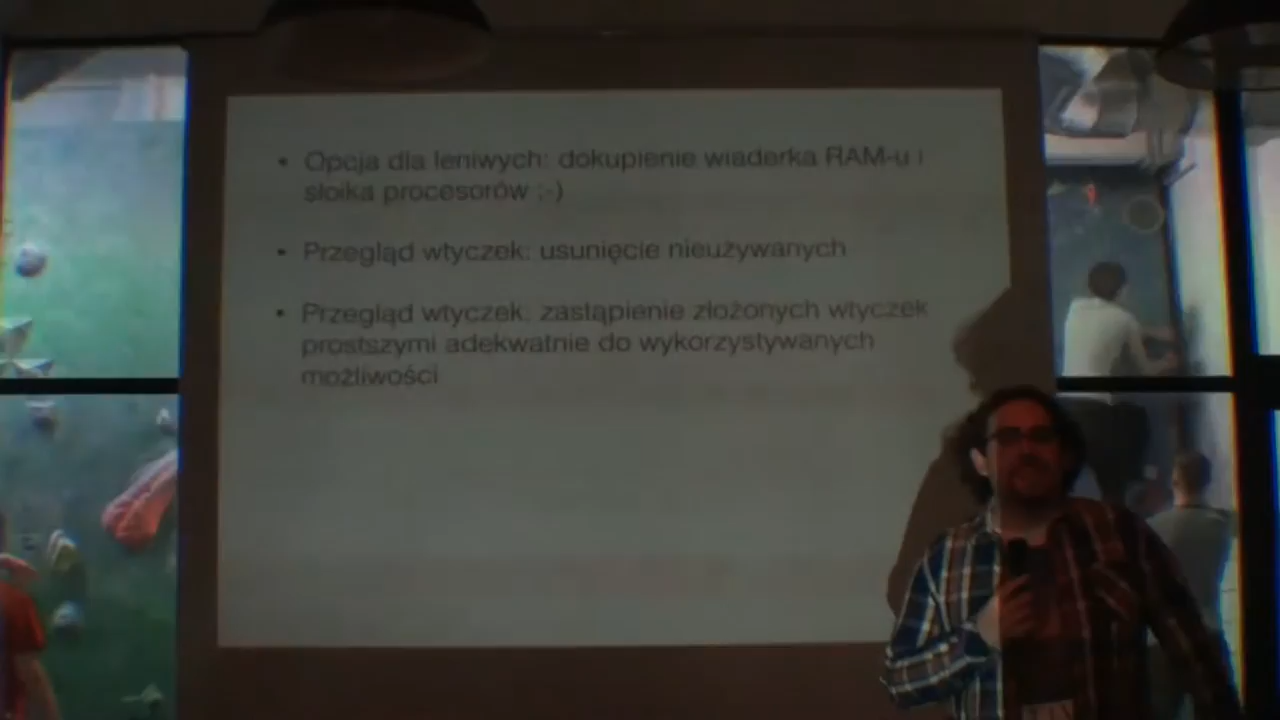 • Opcja dla leniwych: dokupienie wiaderka RAM-u i
słoika procesorów ;-)
• Przegląd wtyczek: usunięcie nieużywanych
• Przegląd wtyczek: zastąpienie złożonych wtyczek
prostszymi adekwatnie do wykorzystywanych
możliwości